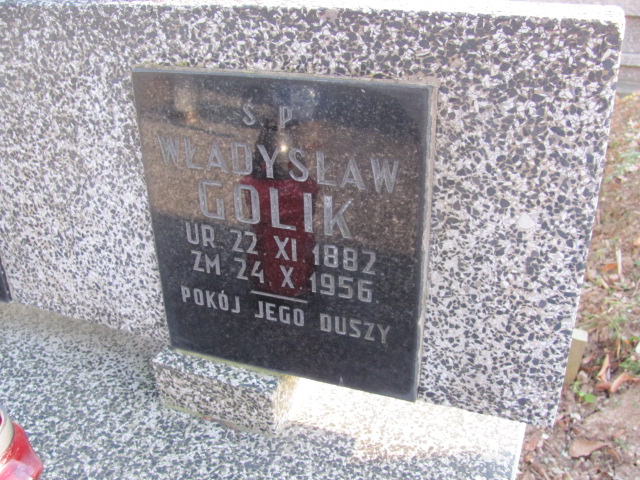 Ś. P.
WŁADYSŁAW
GOLIK
UR. 22. XI 1882
ZM. 24. X. 1956.
POKÓJ JEGO DUSZY